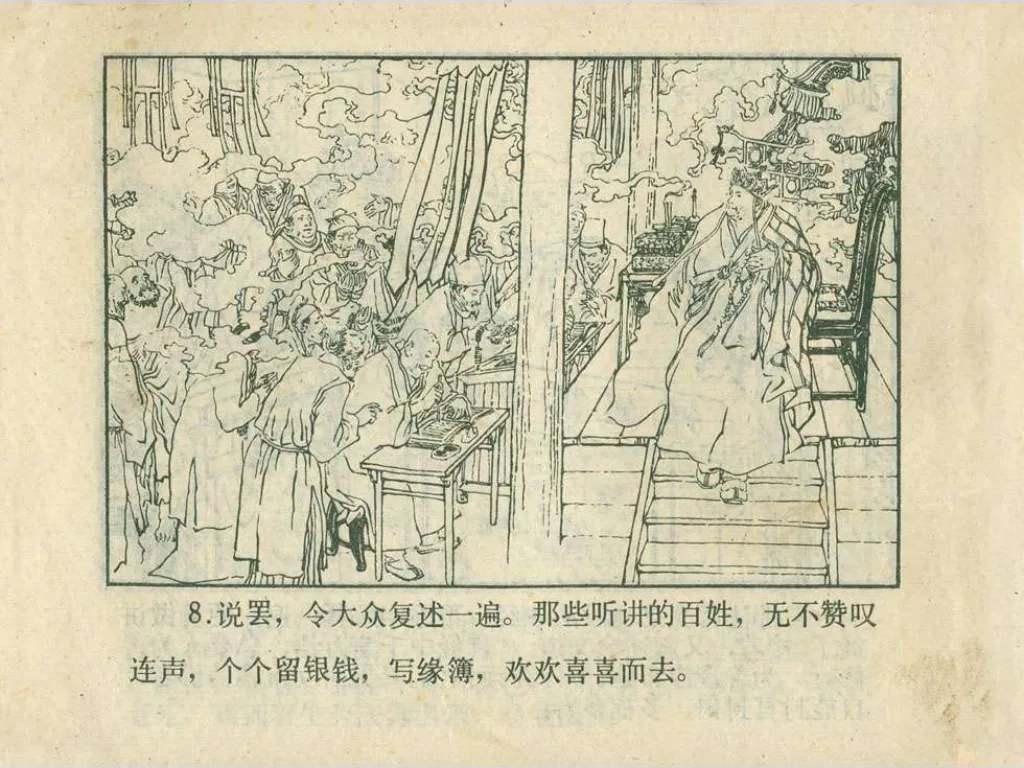 8.说罢，令大众复述一遍。那些听讲的百姓，无不赞叹
连声，个个留银钱，写缘簿，欢欢喜喜而去。